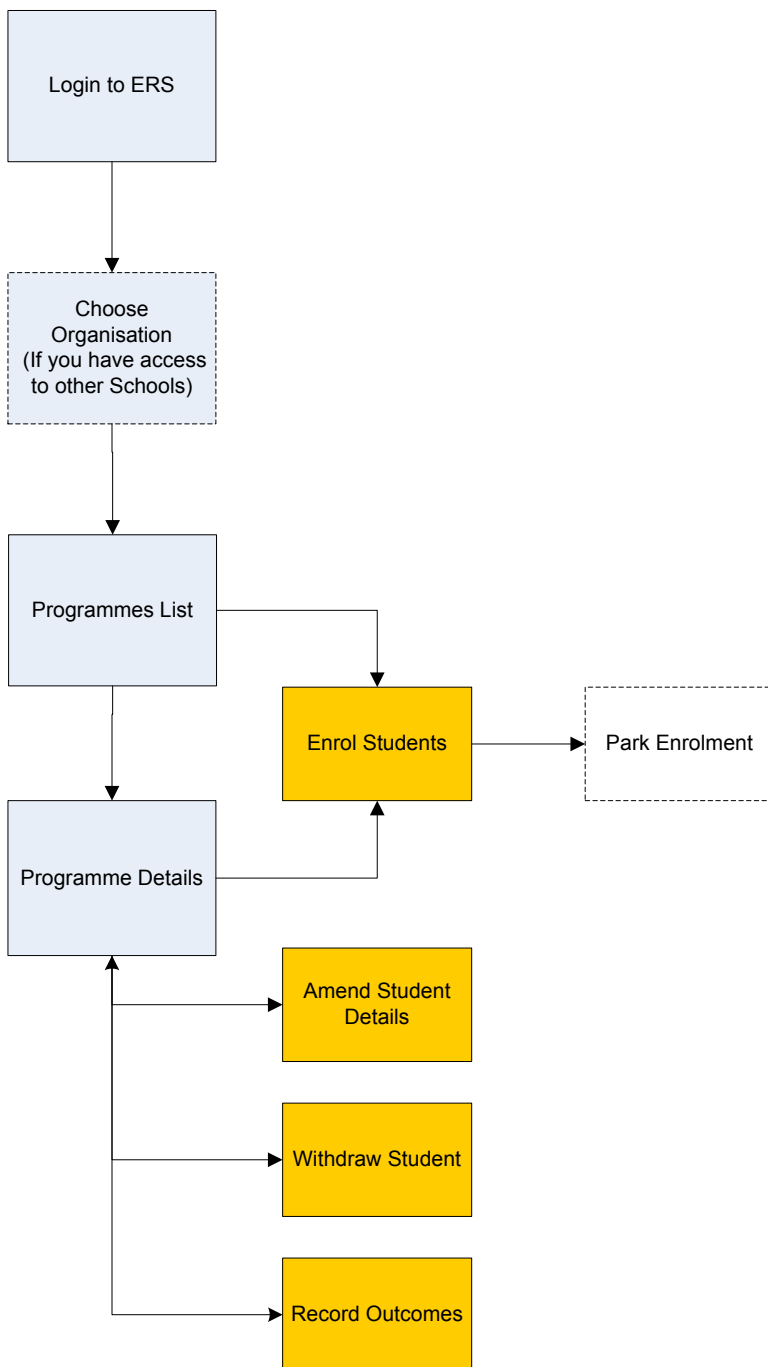 Login to ERS
Choose
Organisation
(If you have access
to other Schools)
Programmes List
Enrol Students
Park Enrolment
Programme Details
Amend Student
Details
Withdraw Student
Record Outcomes